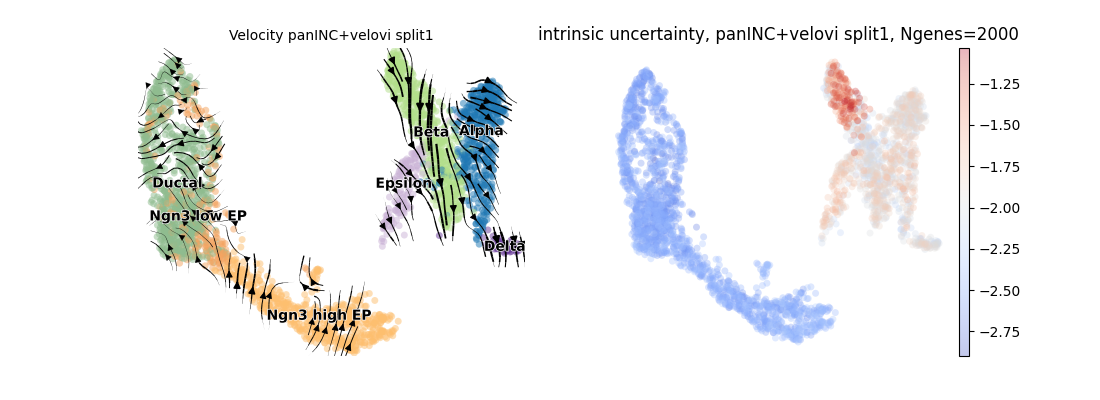 Velocity panINC+velovi split1
Beta
Alpha
Ductal
Epsilon
Ngn3 low EP
Delta
Ngn3 high EP
intrinsic uncertainty, panINC+velovi split1, Ngenes=2000
−1.25
−1.50
−1.75
−2.00
−2.25
−2.50
−2.75